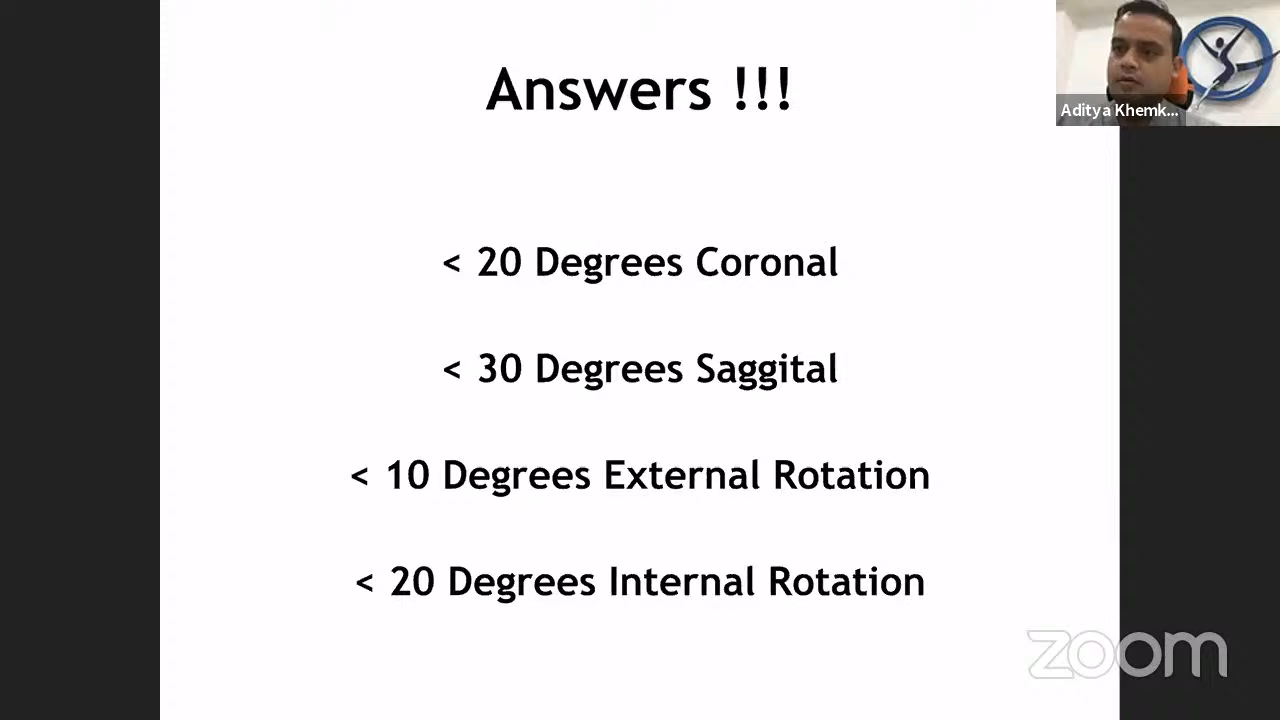 Answers !!!
Aditya Khemk...
< 20 Degrees Coronal
< 30 Degrees Saggital
< 10 Degrees External Rotation
< 20 Degrees Internal Rotation
zoom